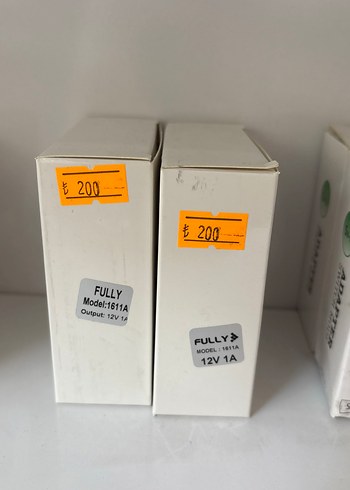 ₺ 200
FULLY
Model:1611A
Output: 12V 1A
₺ 200
FULLY
MODEL : 1611A
12V 1A
ADAPTER